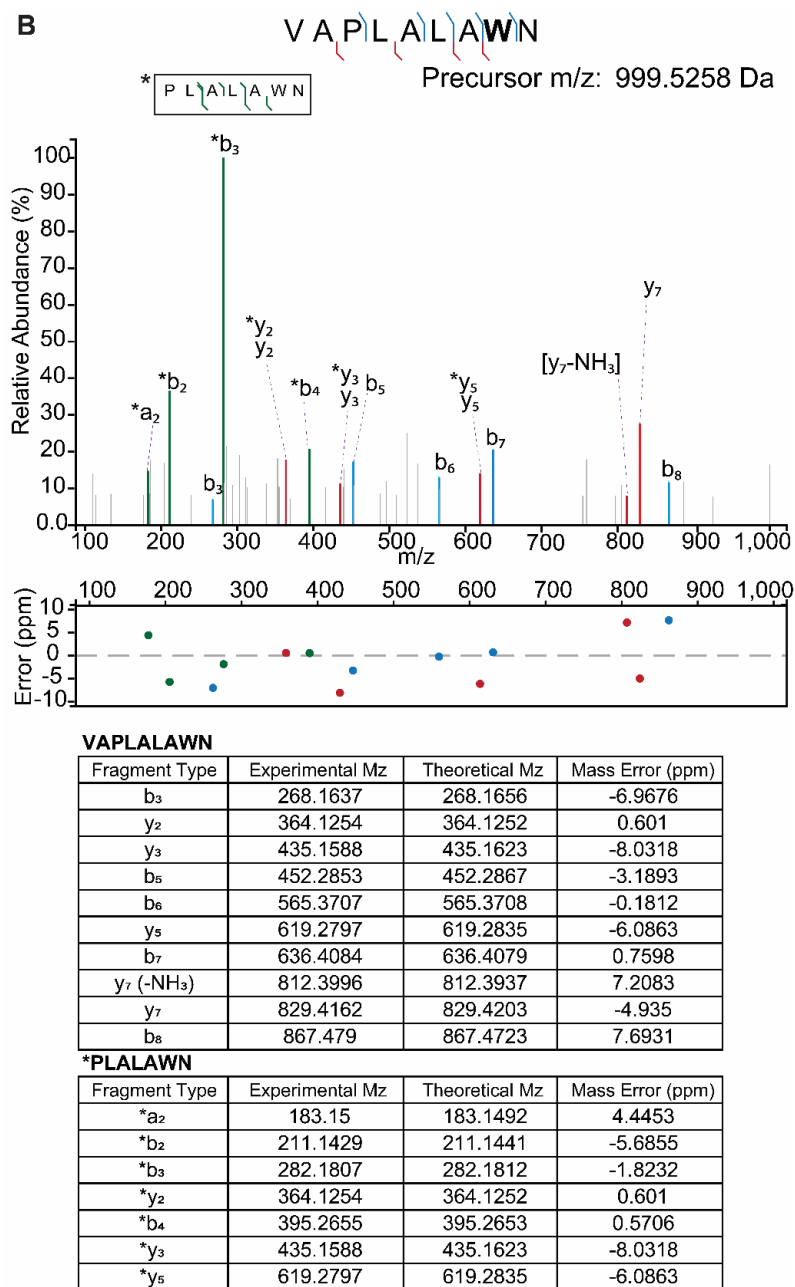 B
V A P L A L A W N
Precursor m/z: 999.5258 Da
*
P L A L A W N
Relative Abundance (%)
100
90
80
70
60
50
40
30
20
10
0.0
*a₂
*b₂
b₃
*b₃
*y₂
y₂
*b₄
*y₃
y₃
b₅
b₆
*y₅
y₅
b₇
[y₇-NH₃]
y₇
b₈
100 200 300 400 500 600 700 800 900 1,000
m/z
100 200 300 400 500 600 700 800 900 1,000
Error (ppm)
10
5
0
-5
-10
VAPLALAWN
Fragment Type Experimental Mz Theoretical Mz Mass Error (ppm)
b₃ 268.1637 268.1656 -6.9676
y₂ 364.1254 364.1252 0.601
y₃ 435.1588 435.1623 -8.0318
b₅ 452.2853 452.2867 -3.1893
b₆ 565.3707 565.3708 -0.1812
y₅ 619.2797 619.2835 -6.0863
b₇ 636.4084 636.4079 0.7598
y₇ (-NH₃) 812.3996 812.3937 7.2083
y₇ 829.4162 829.4203 -4.935
b₈ 867.479 867.4723 7.6931
*PLALAWN
Fragment Type Experimental Mz Theoretical Mz Mass Error (ppm)
*a₂ 183.15 183.1492 4.4453
*b₂ 211.1429 211.1441 -5.6855
*b₃ 282.1807 282.1812 -1.8232
*y₂ 364.1254 364.1252 0.601
*b₄ 395.2655 395.2653 0.5706
*y₃ 435.1588 435.1623 -8.0318
*y₅ 619.2797 619.2835 -6.0863